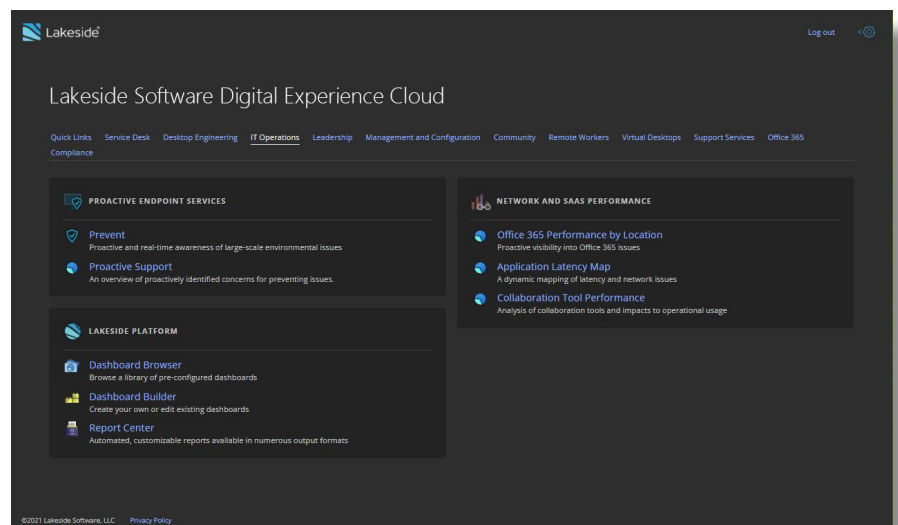 Lakeside
Log out
Lakeside Software Digital Experience Cloud
Quick Links Service Desk Desktop Engineering IT Operations Leadership Management and Configuration Community Remote Workers Virtual Desktops Support Services Office 365
Compliance
PROACTIVE ENDPOINT SERVICES
Prevent
Proactive and real-time awareness of large-scale environmental issues
Proactive Support
An overview of proactively identified concerns for preventing issues.
LAKESIDE PLATFORM
Dashboard Browser
Browse a library of pre-configured dashboards
Dashboard Builder
Create your own or edit existing dashboards
Report Center
Automated, customizable reports available in numerous output formats
NETWORK AND SAAS PERFORMANCE
Office 365 Performance by Location
Proactive visibility into Office 365 issues
Application Latency Map
A dynamic mapping of latency and network issues
Collaboration Tool Performance
Analysis of collaboration tools and impacts to operational usage
©2021 Lakeside Software, LLC Privacy Policy